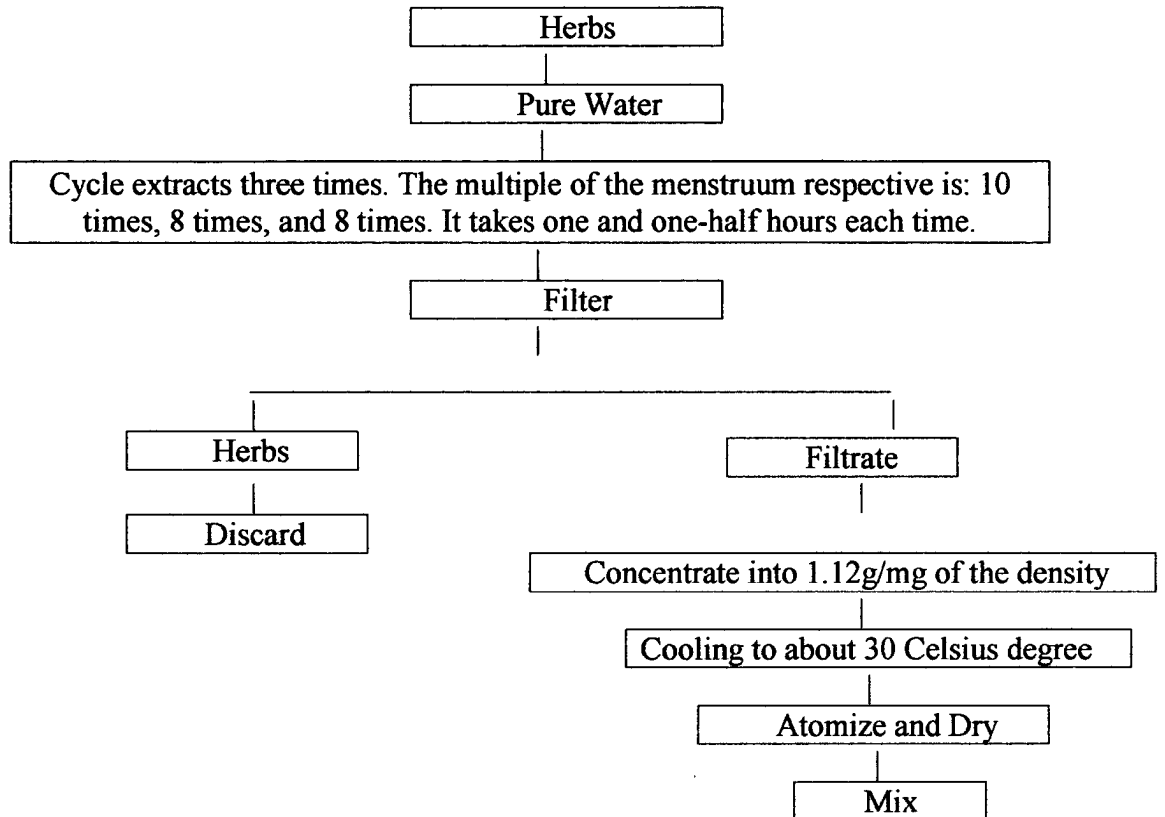 Herbs
Pure Water
Cycle extracts three times. The multiple of the menstruum respective is: 10
times, 8 times, and 8 times. It takes one and one-half hours each time.
Filter
Herbs
Filtrate
Discard
Concentrate into 1.12g/mg of the density
Cooling to about 30 Celsius degree
Atomize and Dry
Mix